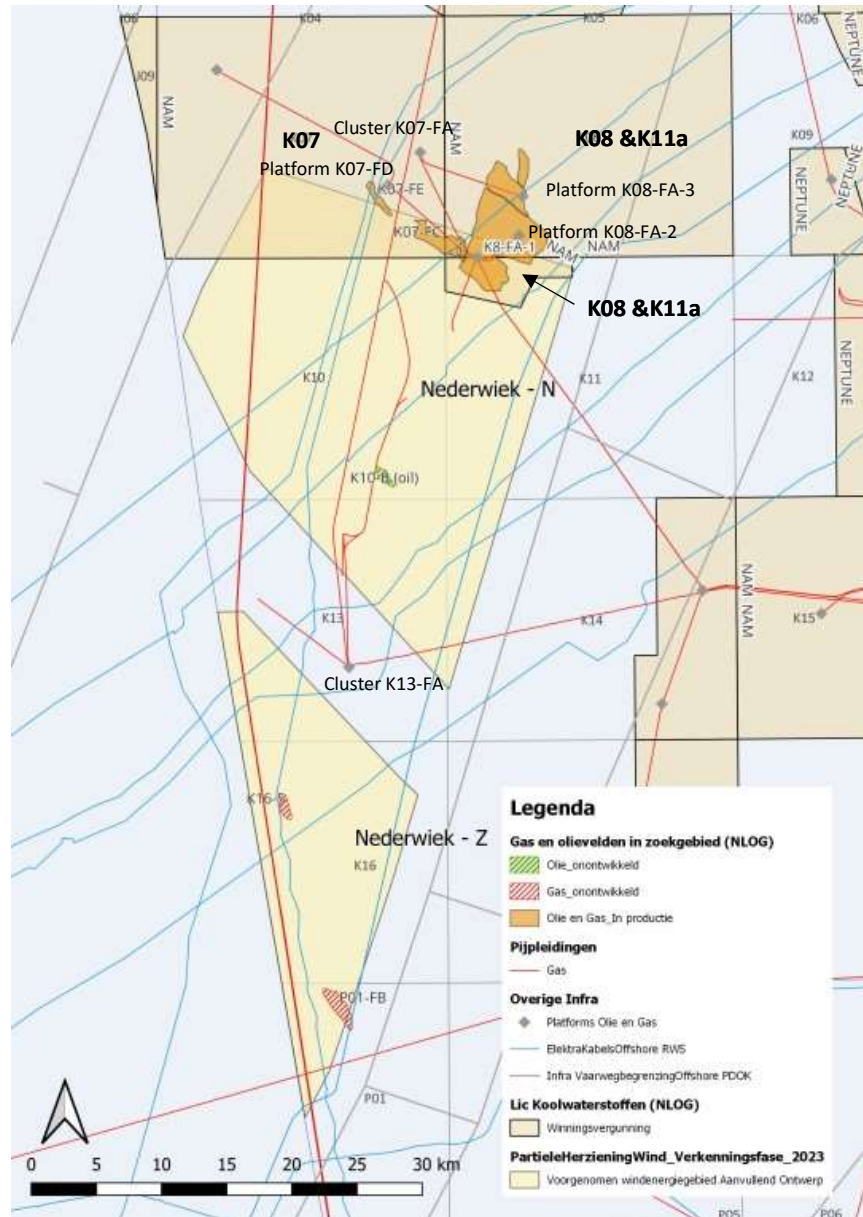 J06
K04
K05
K06
NEPTUNE
J09
NAM
K07
Cluster K07-FA
NAM
K08 &K11a
K09
Platform K07-FD
K07-FE
Platform K08-FA-3
NEPTUNE
NEPTUNE
K07-FC
Platform K08-FA-2
K8-FA-1
NAM
NAM
K08 &K11a
K10
Nederwiek - N
K11
K12
NEPTUNE
K10-B (oil)
K13
K14
NAM
NAM
K15
Cluster K13-FA
Nederwiek - Z
K16
P01-FB
P01
Legenda
Gas en olievelden in zoekgebied (NLOG)
Olie_onontwikkeld
Gas_onontwikkeld
Olie en Gas_In productie
Pijpleidingen
Gas
Overige Infra
Platforms Olie en Gas
ElektraKabelsOffshore RWS
Infra VaarwegbegrenzingOffshore PDOK
Lic Koolwaterstoffen (NLOG)
Winningsvergunning
PartieleHerzieningWind_Verkenningsfase_2023
Voorgenomen windenergiegebied Aanvullend Ontwerp
0 5 10 15 20 25 30 km
P05
P06